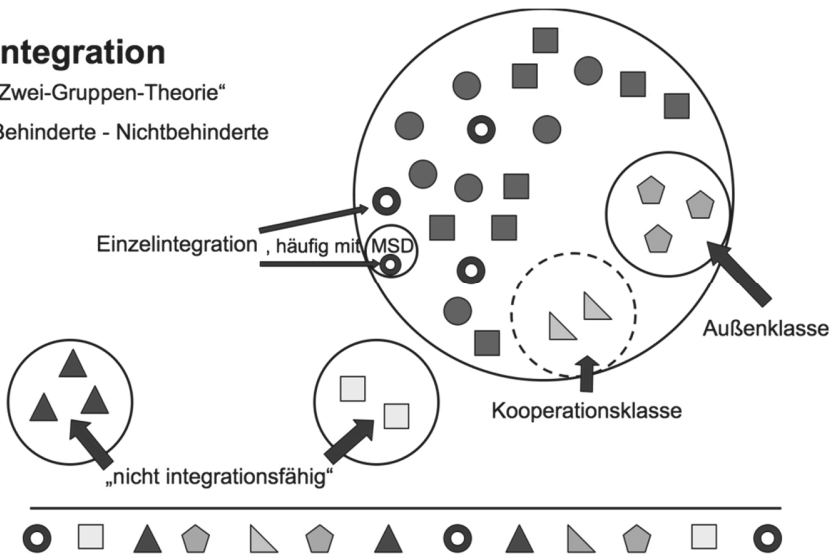 ntegration
Zwei-Gruppen-Theorie“
Behinderte - Nichtbehinderte
Einzelintegration , häufig mit MSD
Außenklasse
Kooperationsklasse
„nicht integrationsfähig“